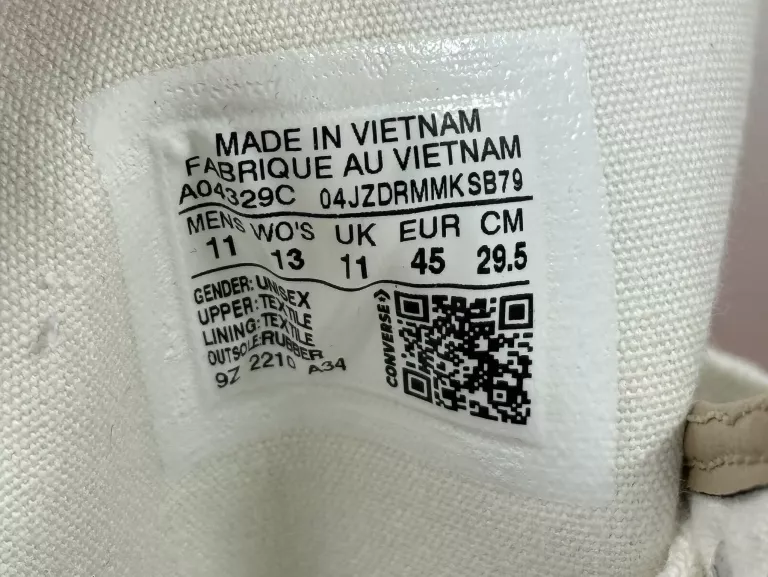 MADE IN VIETNAM
FABRIQUE AU VIETNAM
A04329C 04JZDRMMKSB79
MENS WO'S UK EUR CM
11 13 11 45 29.5
GENDER: UNISEX
UPPER: TEXTILE
LINING: TEXTILE
OUTSOLE: RUBBER
9Z 2210 A34
CONVERSE